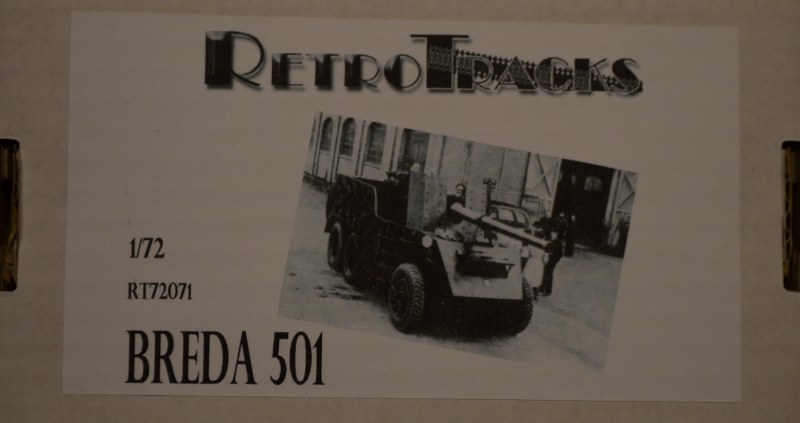 RETROTRACKS
1/72
RT72071
BREDA 501